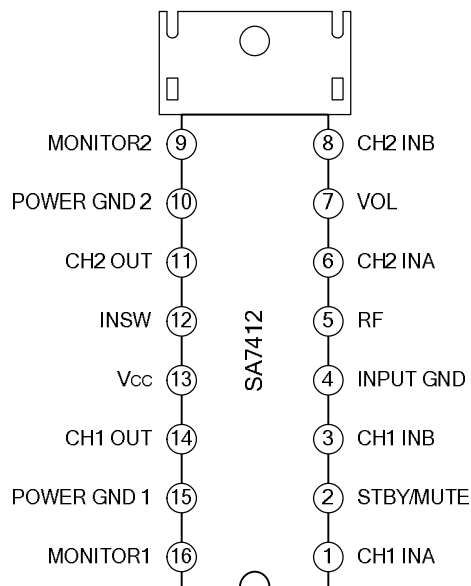 MONITOR2 9 8 CH2 INB
POWER GND 2 10 7 VOL
CH2 OUT 11 6 CH2 INA
INSW 12 5 RF
SA7412
VCC 13 4 INPUT GND
CH1 OUT 14 3 CH1 INB
POWER GND 1 15 2 STBY/MUTE
MONITOR1 16 1 CH1 INA